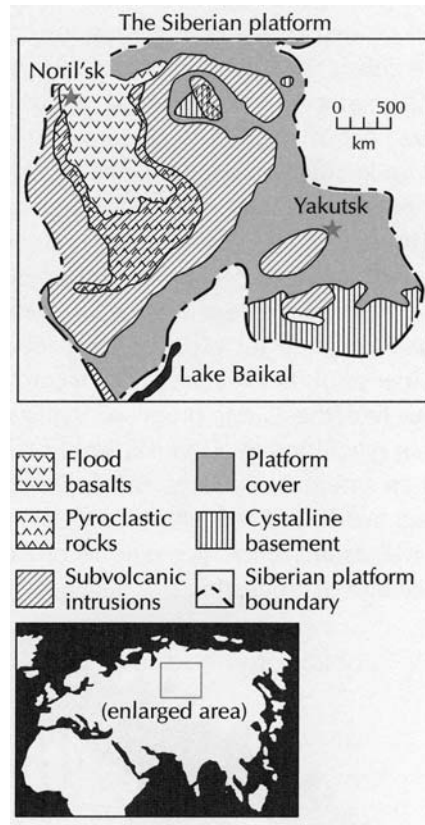 The Siberian platform
Noril'sk
0 500
km
Yakutsk
Lake Baikal
Flood
basalts
Platform
cover
Pyroclastic
rocks
Cystalline
basement
Subvolcanic
intrusions
Siberian platform
boundary
(enlarged area)